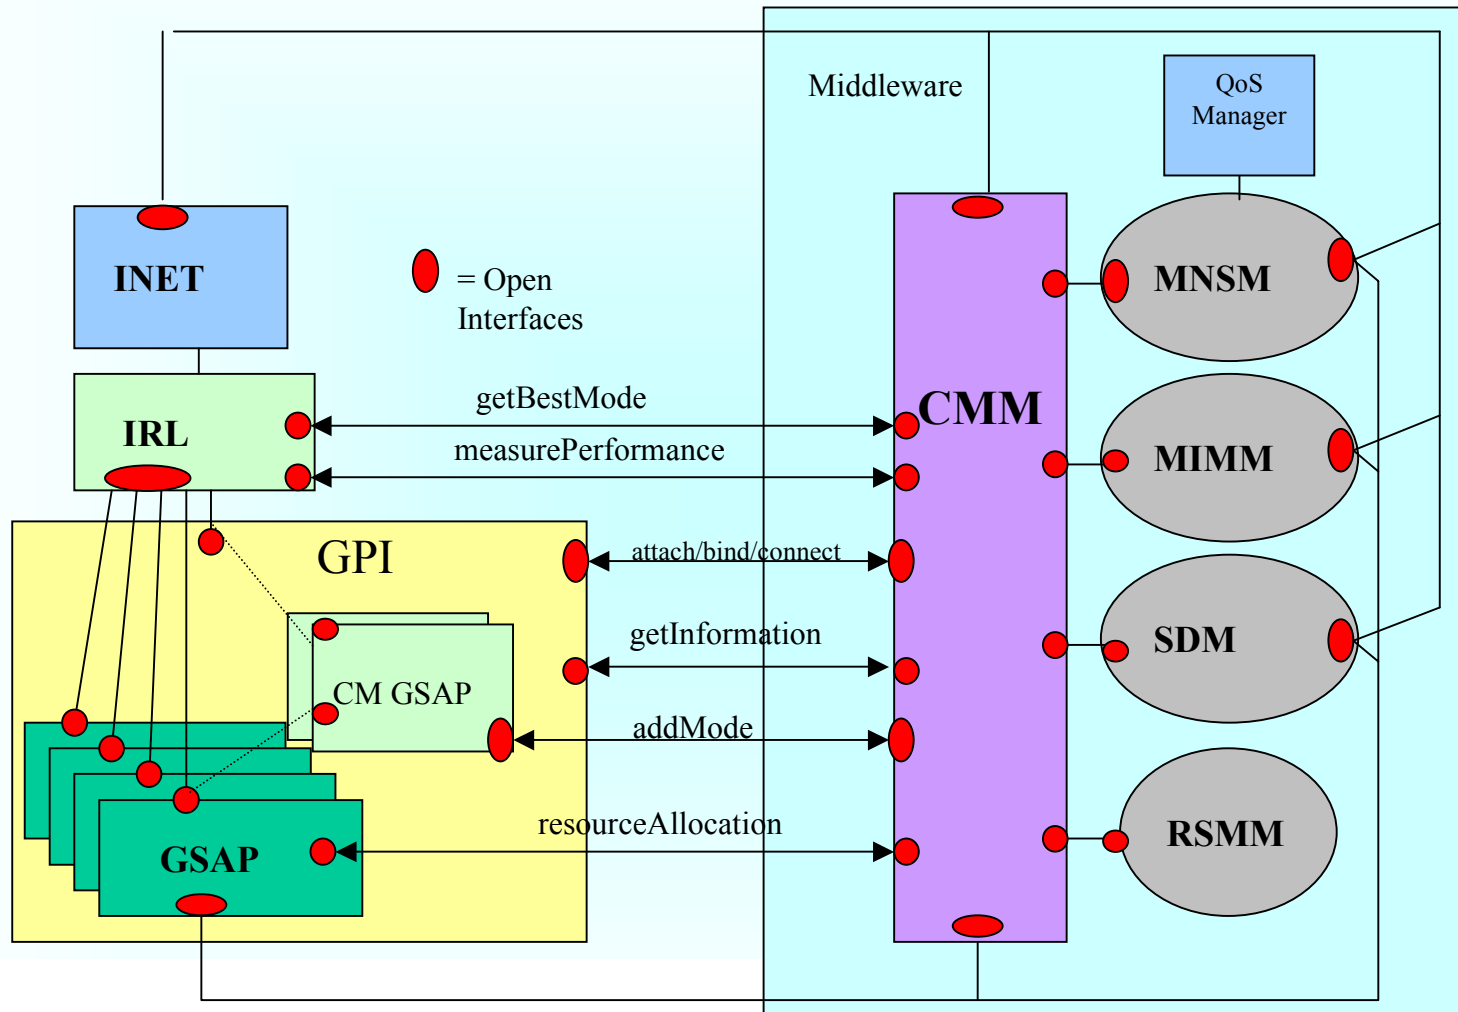 Middleware
QoS
Manager
INET
= Open
Interfaces
MNSM
getBestMode
CMM
IRL
measurePerformance
MIMM
GPI
attach/bind/connect
getInformation
SDM
CM GSAP
addMode
resourceAllocation
RSMM
GSAP